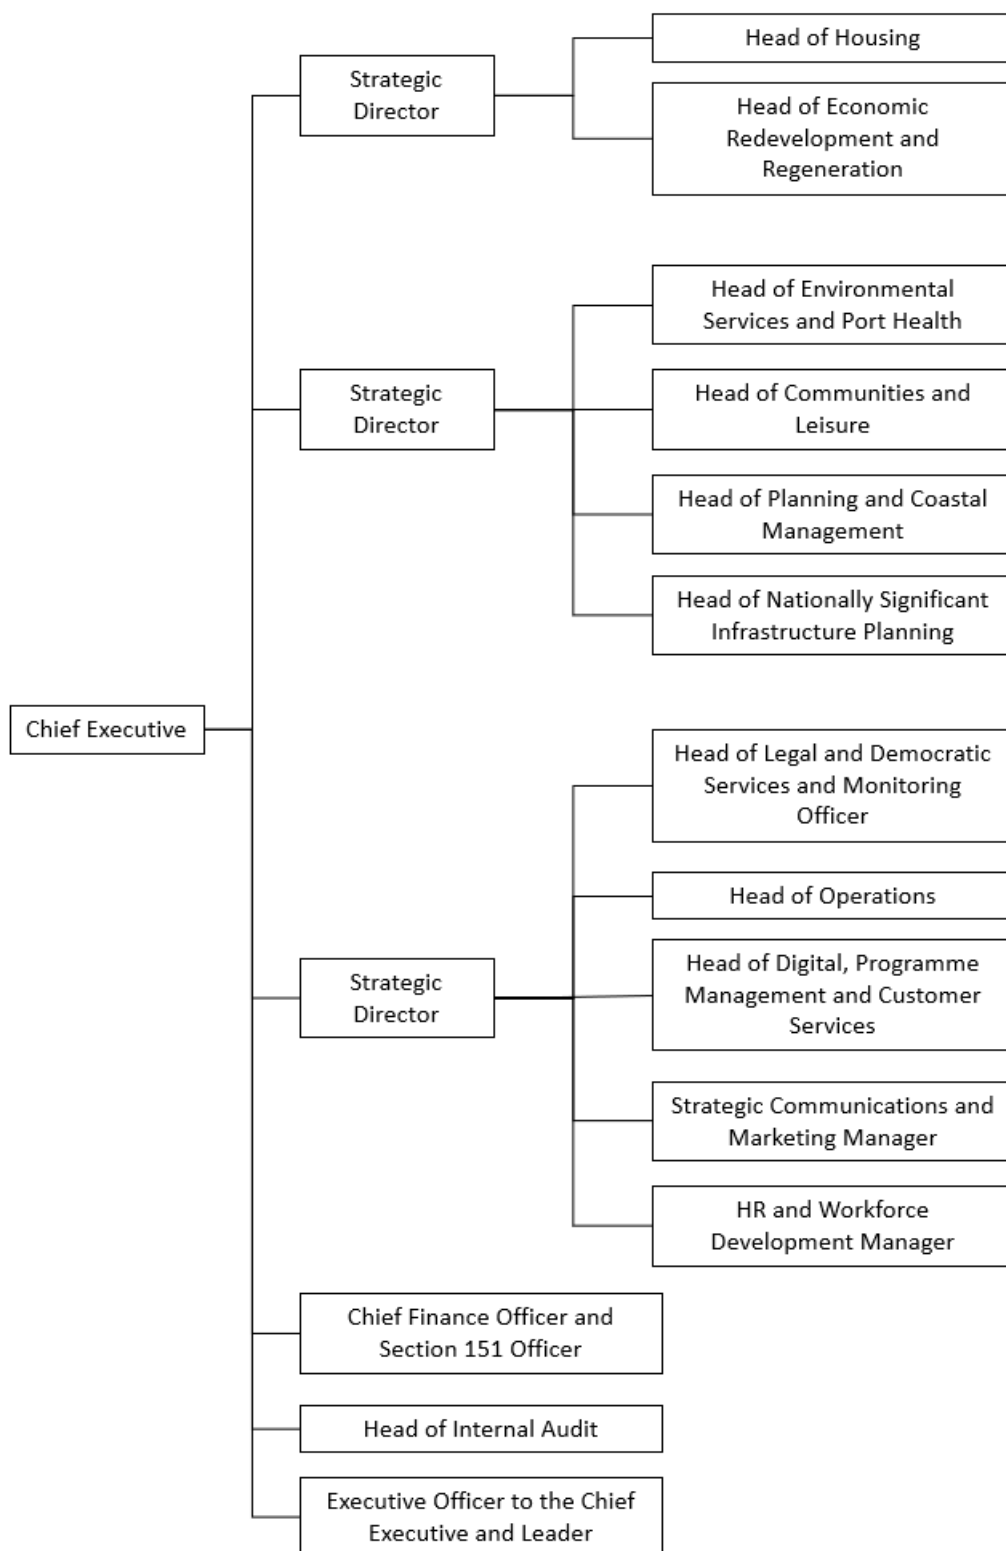 Head of Housing
Strategic
Director
Head of Economic
Redevelopment and
Regeneration
Head of Environmental
Services and Port Health
Strategic
Director
Head of Communities and
Leisure
Head of Planning and Coastal
Management
Head of Nationally Significant
Infrastructure Planning
Chief Executive
Head of Legal and Democratic
Services and Monitoring
Officer
Head of Operations
Strategic
Director
Head of Digital, Programme
Management and Customer
Services
Strategic Communications and
Marketing Manager
HR and Workforce
Development Manager
Chief Finance Officer and
Section 151 Officer
Head of Internal Audit
Executive Officer to the Chief
Executive and Leader